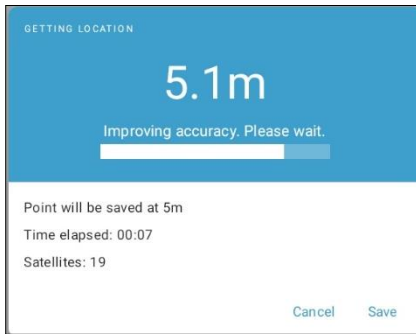 GETTING LOCATION
5.1m
Improving accuracy. Please wait.
Point will be saved at 5m
Time elapsed: 00:07
Satellites: 19
Cancel Save